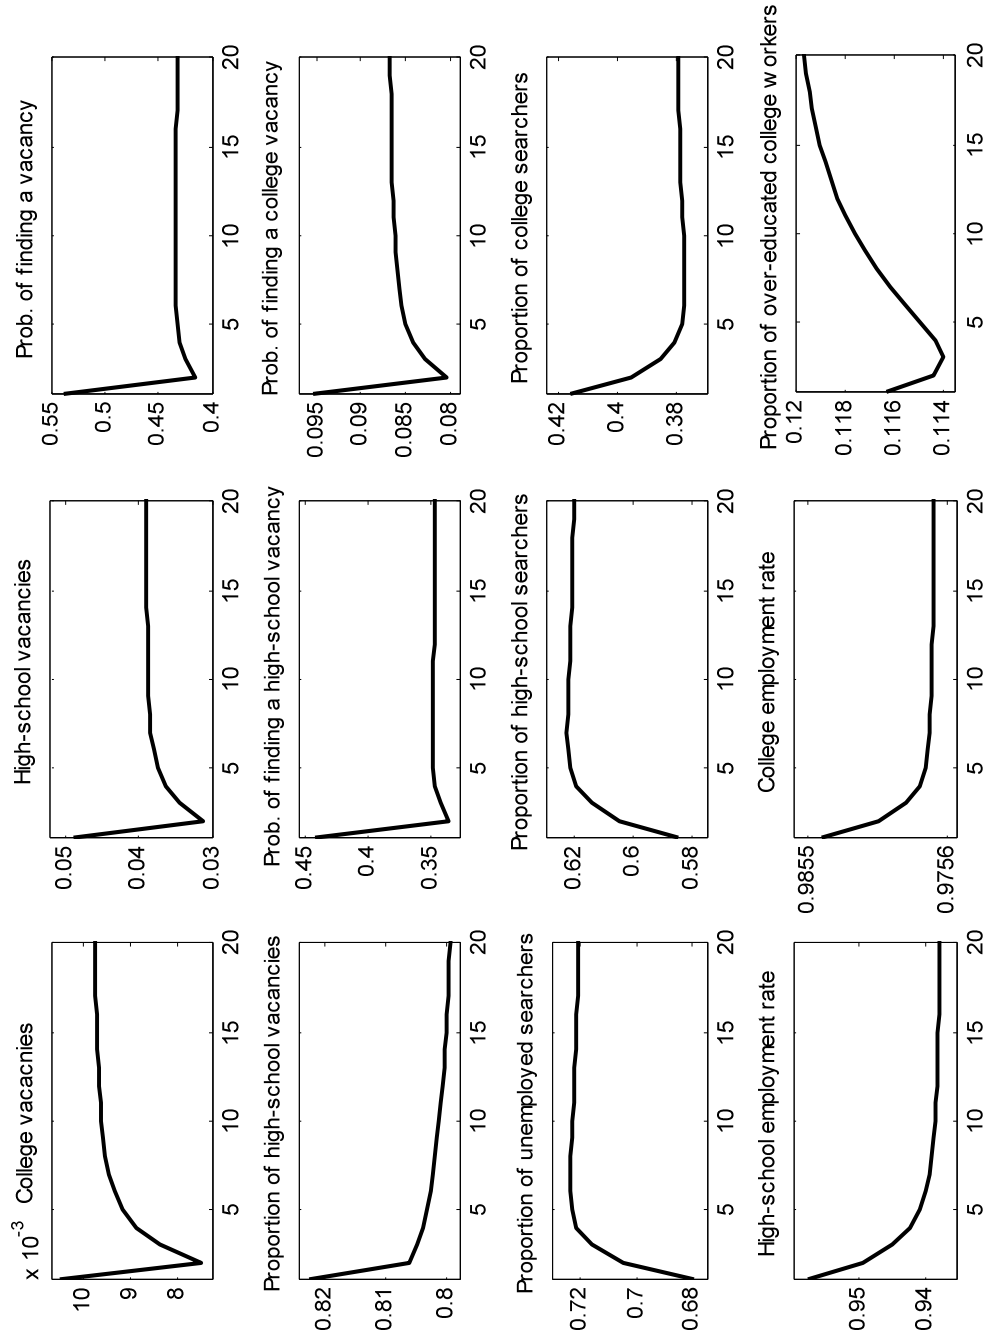 x 10-3 College vacacnies
10
9
8
5 10 15 20
High-school vacancies
0.05
0.04
0.03
5 10 15 20
Prob. of finding a vacancy
0.55
0.5
0.45
0.4
5 10 15 20
Proportion of high-school vacancies
0.82
0.81
0.8
5 10 15 20
Prob. of finding a high-school vacancy
0.45
0.4
0.35
5 10 15 20
Prob. of finding a college vacancy
0.095
0.09
0.085
0.08
5 10 15 20
Proportion of unemployed searchers
0.72
0.7
0.68
5 10 15 20
Proportion of high-school searchers
0.62
0.6
0.58
5 10 15 20
Proportion of college searchers
0.42
0.4
0.38
5 10 15 20
High-school employment rate
0.95
0.94
5 10 15 20
College employment rate
0.9855
0.9756
5 10 15 20
Proportion of over-educated college w orkers
0.12
0.118
0.116
0.114
5 10 15 20